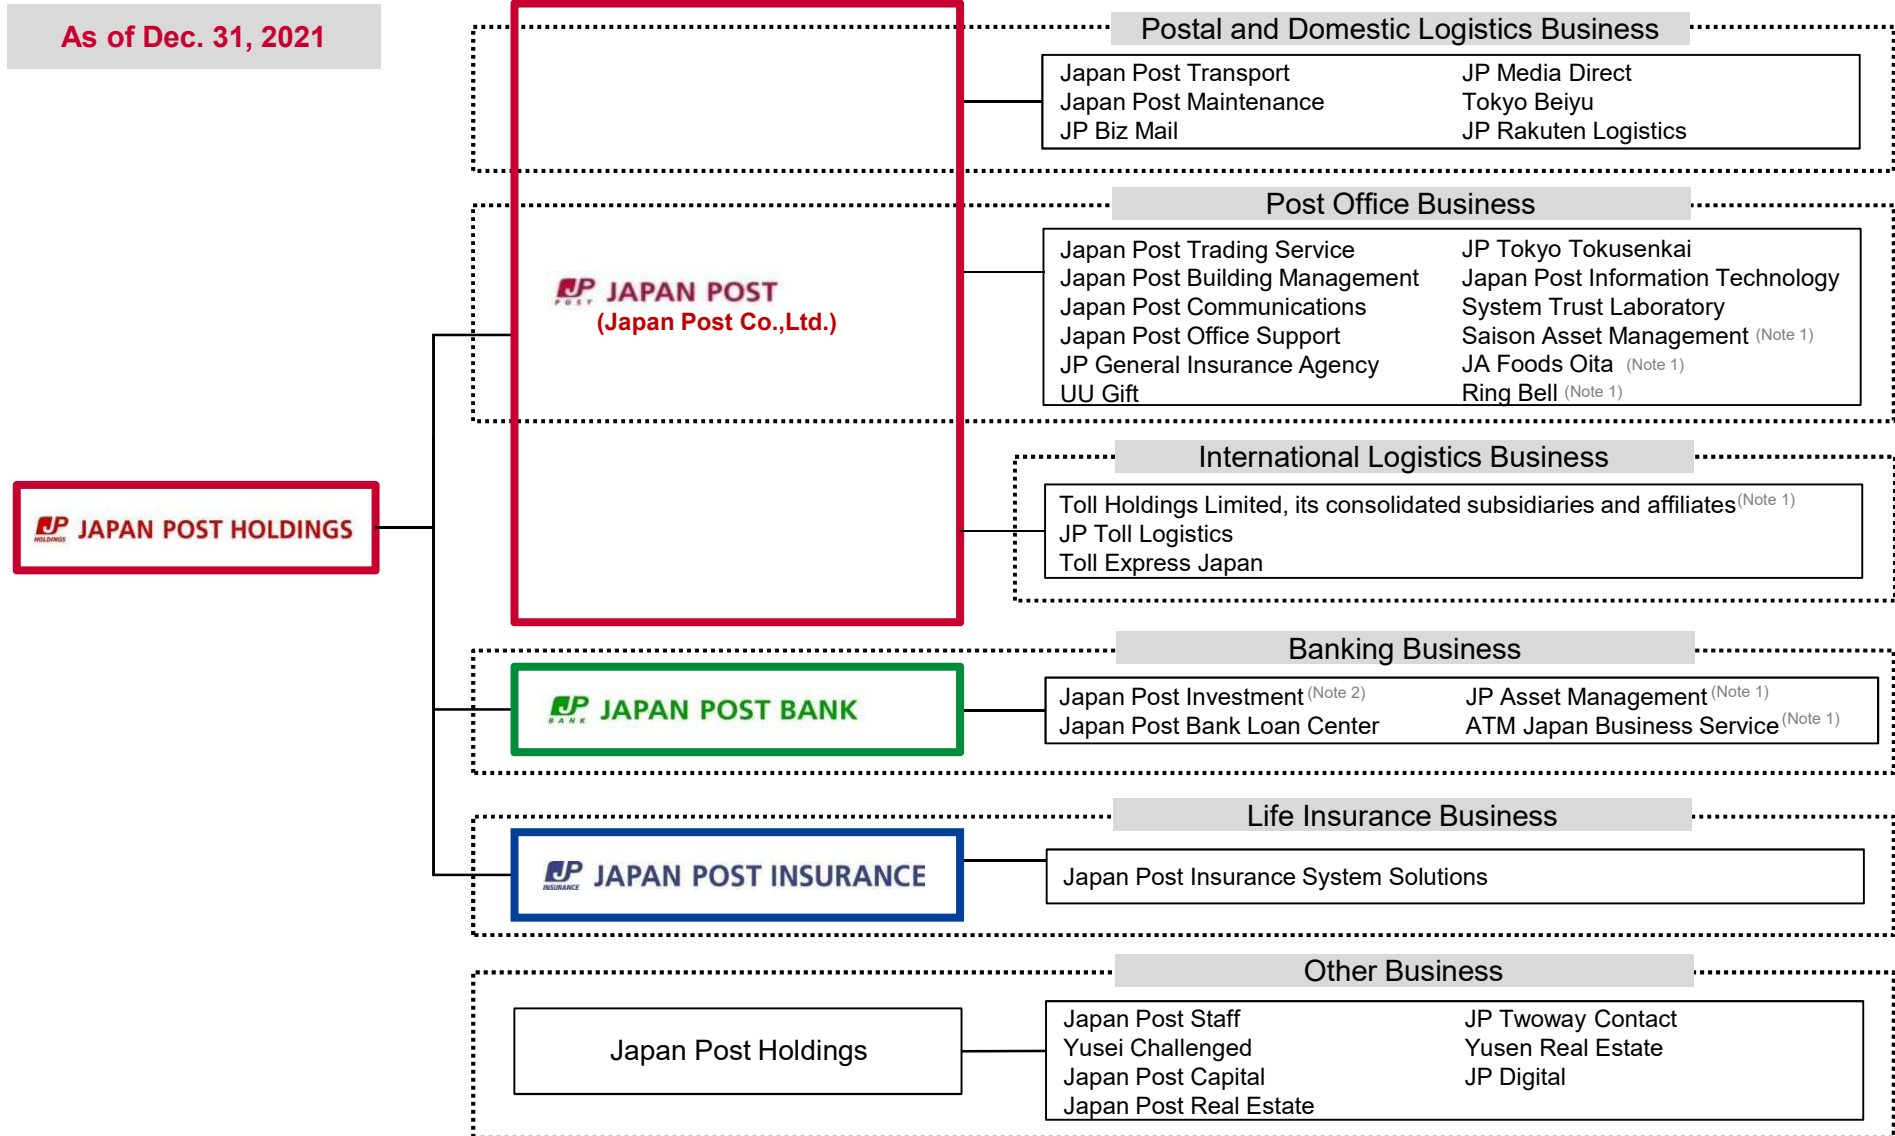 As of Dec. 31, 2021
Postal and Domestic Logistics Business
Japan Post Transport
Japan Post Maintenance
JP Biz Mail
JP Media Direct
Tokyo Beiyu
JP Rakuten Logistics
Post Office Business
JP POST JAPAN POST
(Japan Post Co.,Ltd.)
Japan Post Trading Service
Japan Post Building Management
Japan Post Communications
Japan Post Office Support
JP General Insurance Agency
UU Gift
JP Tokyo Tokusenkai
Japan Post Information Technology
System Trust Laboratory
Saison Asset Management (Note 1)
JA Foods Oita (Note 1)
Ring Bell (Note 1)
International Logistics Business
Toll Holdings Limited, its consolidated subsidiaries and affiliates (Note 1)
JP Toll Logistics
Toll Express Japan
JP HOLDINGS JAPAN POST HOLDINGS
Banking Business
JP BANK JAPAN POST BANK
Japan Post Investment (Note 2)
Japan Post Bank Loan Center
JP Asset Management (Note 1)
ATM Japan Business Service (Note 1)
Life Insurance Business
JP INSURANCE JAPAN POST INSURANCE
Japan Post Insurance System Solutions
Other Business
Japan Post Holdings
Japan Post Staff
Yusei Challenged
Japan Post Capital
Japan Post Real Estate
JP Twoway Contact
Yusen Real Estate
JP Digital